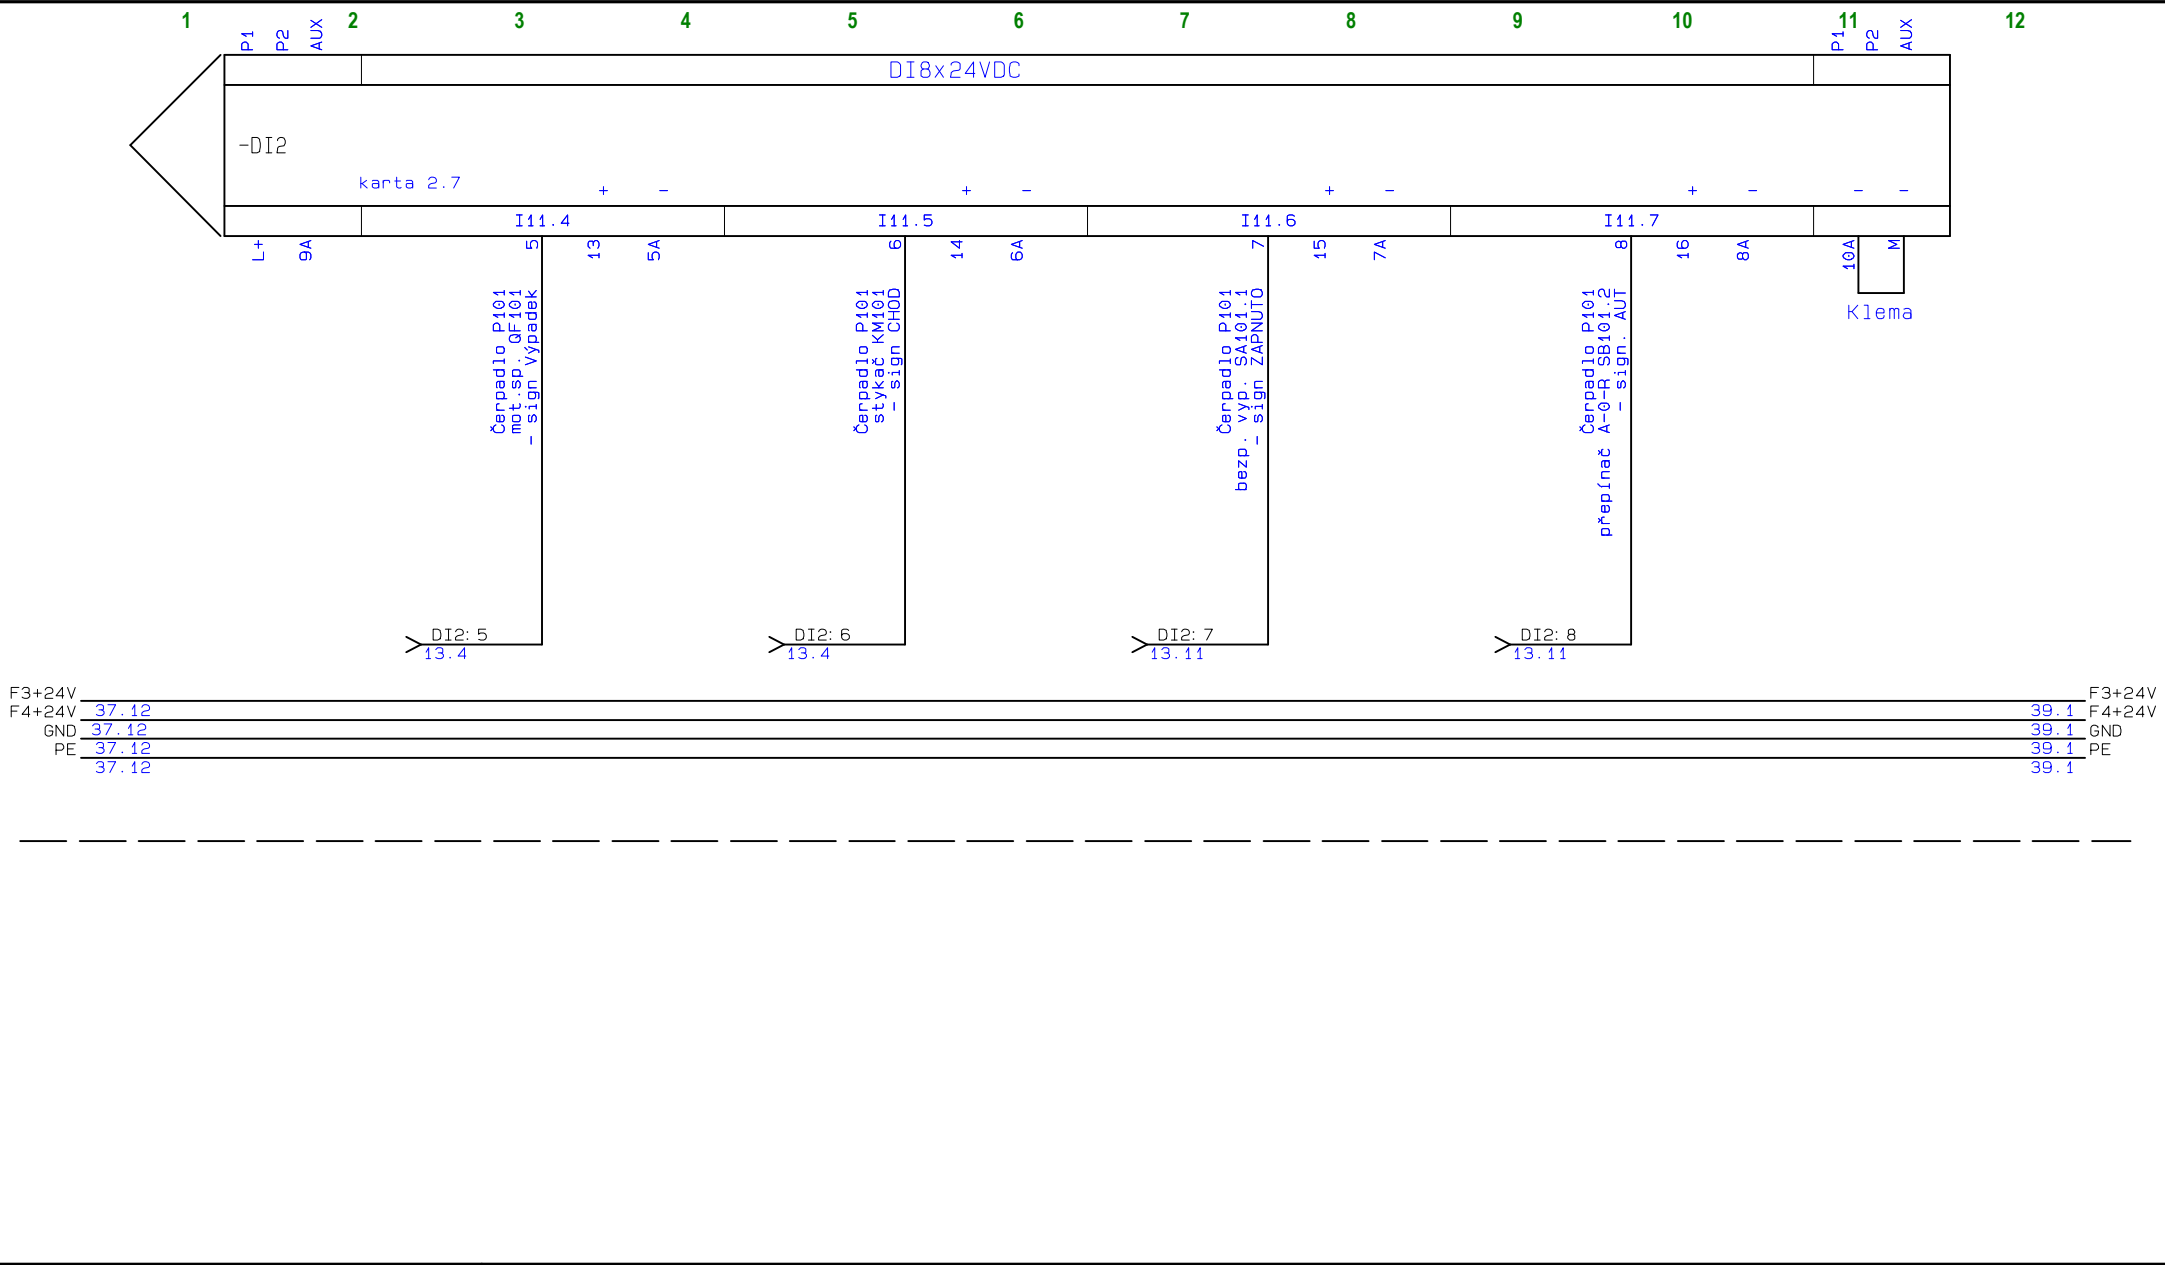 1 2 3 4 5 6 7 8 9 10 11 12
P1 P2 AUX P1 P2 AUX
DI8x24VDC
-DI2
karta 2.7
+ - + - + - + - - -
I11.4 I11.5 I11.6 I11.7
L+ 9A 5 13 5A 6 14 6A 7 15 7A 8 16 8A 10A M
Čerpadlo P101
mot.sp. QF101
- sign Výpadek
Čerpadlo P101
stykač KM101
- sign CHOD
Čerpadlo P101
bezp. vyp. SA101.1
- sign ZAPNUTO
Čerpadlo P101
přepínač A-0-R SB101.2
- sign. AUT
Klema
DI2:5 DI2:6 DI2:7 DI2:8
13.4 13.4 13.11 13.11
F3+24V F3+24V
F4+24V 37.12 39.1 F4+24V
GND 37.12 39.1 GND
PE 37.12 39.1 PE
37.12 39.1